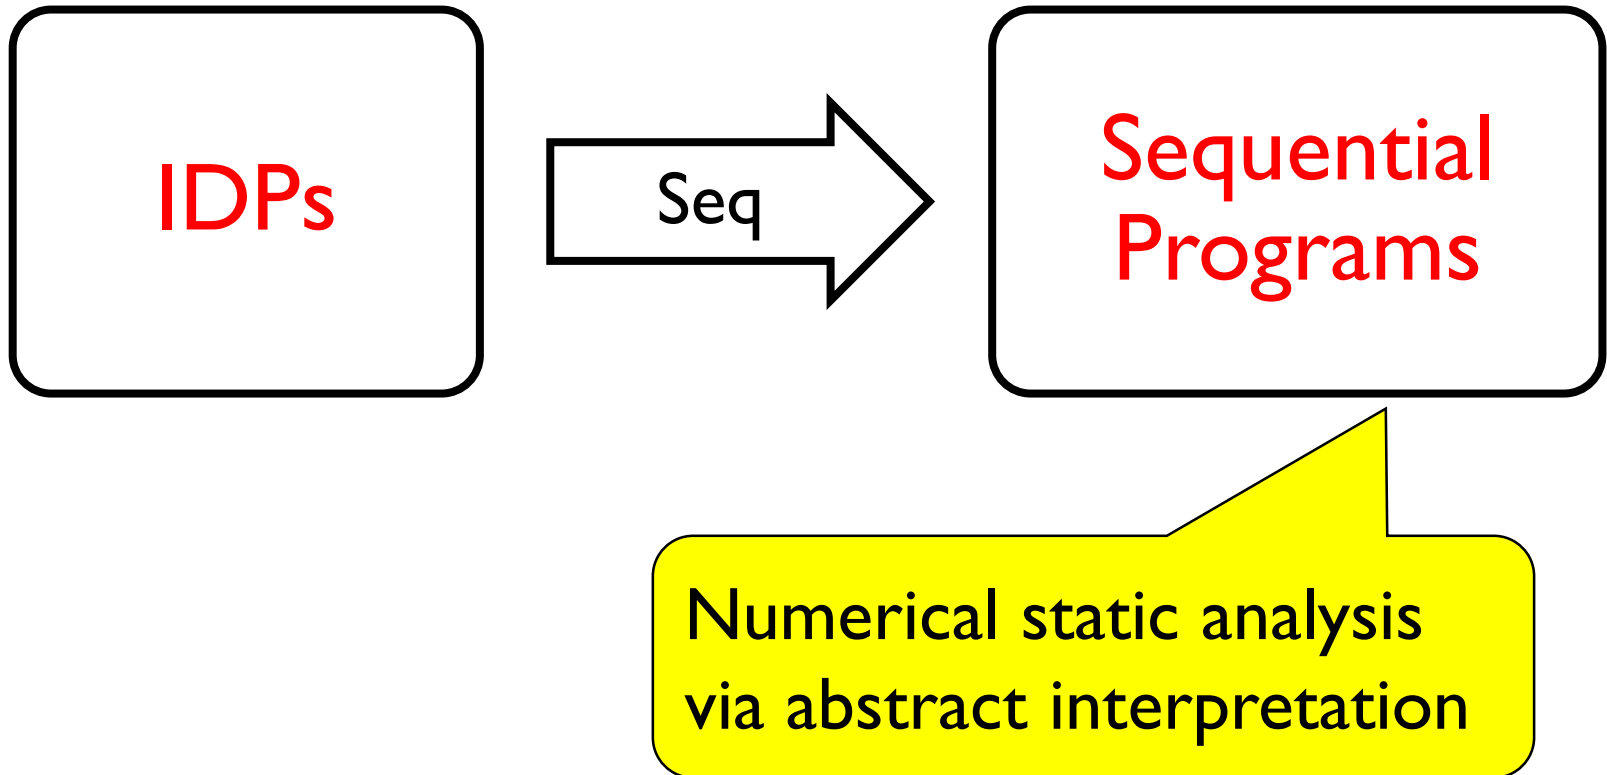 IDPs
Seq
Sequential
Programs
Numerical static analysis
via abstract interpretation